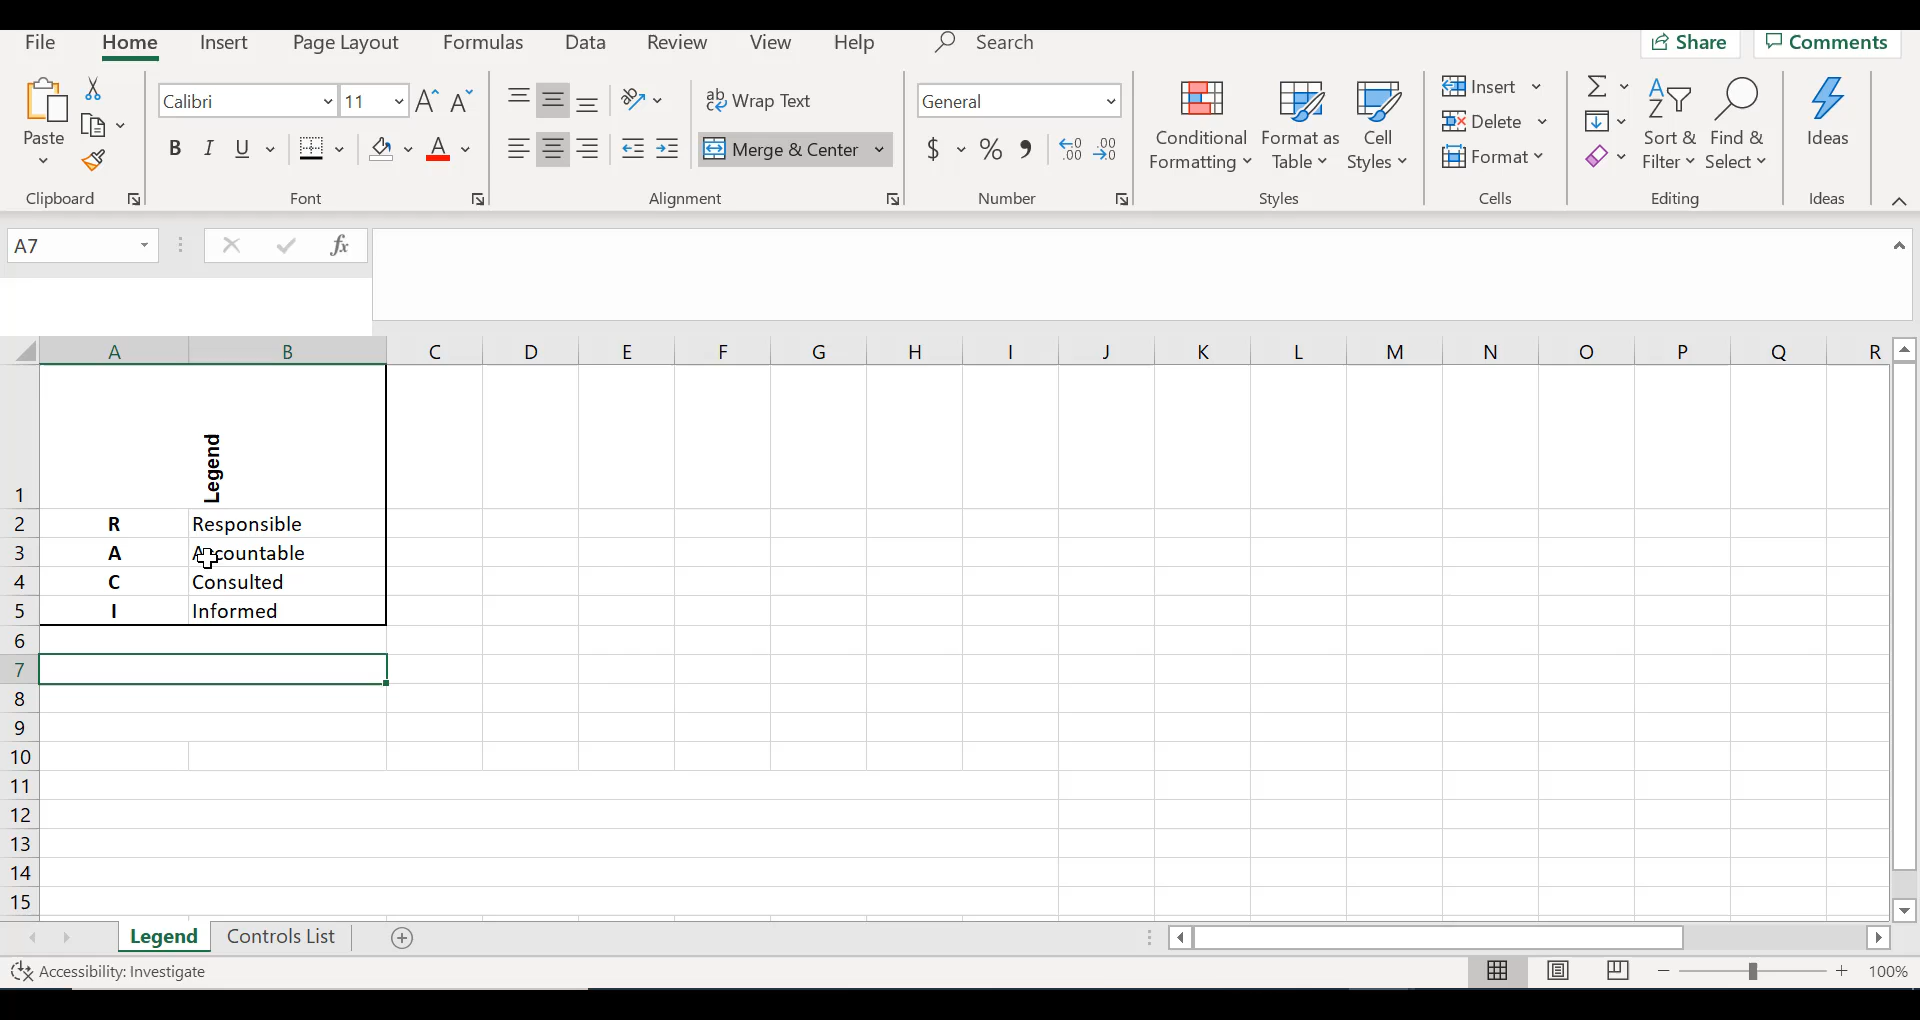 File Home Insert Page Layout Formulas Data Review View Help Search Share Comments
Calibri 11 ab Wrap Text General Insert
Paste B I U A Merge & Center $ % Conditional Formatting Format as Table Cell Styles Delete Sort & Filter Find & Select Ideas
Format
Clipboard Font Alignment Number Styles Cells Editing Ideas
A7 fx
A B C D E F G H I J K L M N O P Q R
1 Legend
2 R Responsible
3 A Accountable
4 C Consulted
5 I Informed
6
7
8
9
10
11
12
13
14
15
Legend Controls List
Accessibility: Investigate 100%